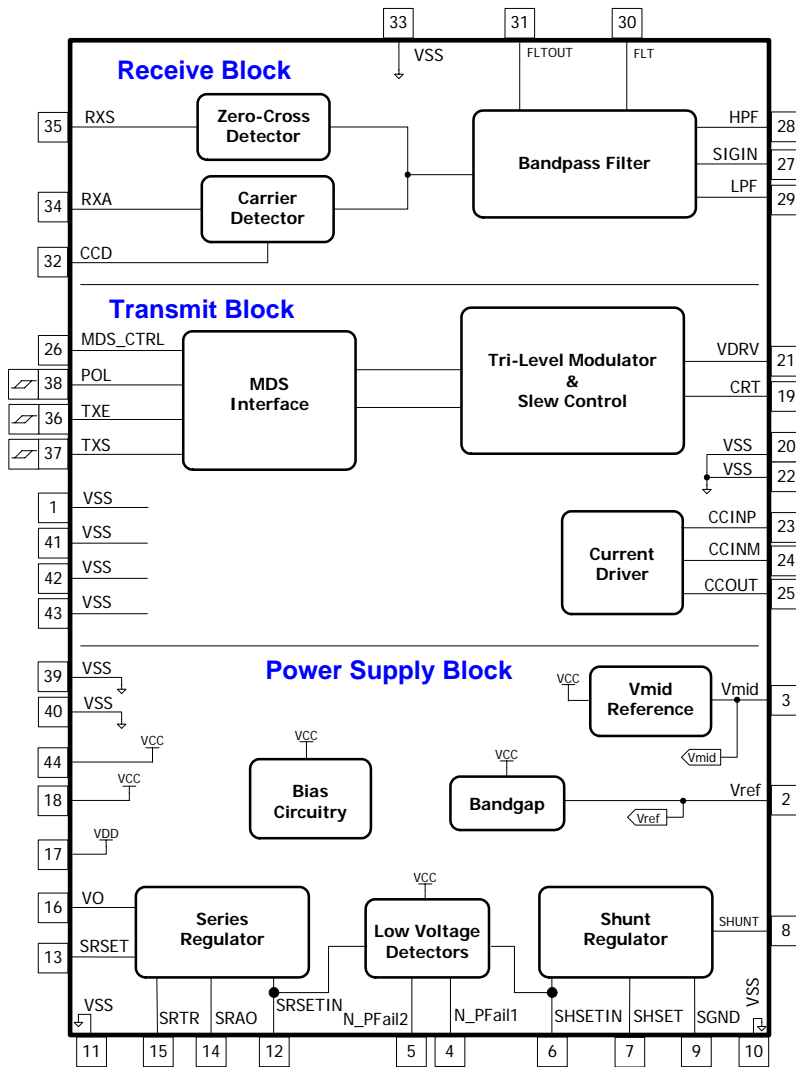 33
31
30
VSS
FLTOUT
FLT
Receive Block
35
RXS
Zero-Cross
Detector
Bandpass Filter
HPF
28
SIGIN
27
LPF
29
34
RXA
Carrier
Detector
32
CCD
Transmit Block
26
MDS_CTRL
38
POL
36
TXE
37
TXS
MDS
Interface
Tri-Level Modulator
&
Slew Control
VDRV
21
CRT
19
VSS
20
VSS
22
1
VSS
41
VSS
42
VSS
43
VSS
Current
Driver
CCINP
23
CCINM
24
CCOUT
25
Power Supply Block
39
VSS
40
VSS
VCC
Vmid
Reference
Vmid
3
Vmid
44
VCC
18
VCC
17
VDD
VCC
Bias
Circuitry
VCC
Bandgap
Vref
2
Vref
16
VO
13
SRSET
Series
Regulator
VCC
Low Voltage
Detectors
Shunt
Regulator
SHUNT
8
VSS
SRTR
SRAO
SRSETIN
N_PFail2
N_PFail1
SHSETIN
SHSET
SGND
VSS
11
15
14
12
5
4
6
7
9
10